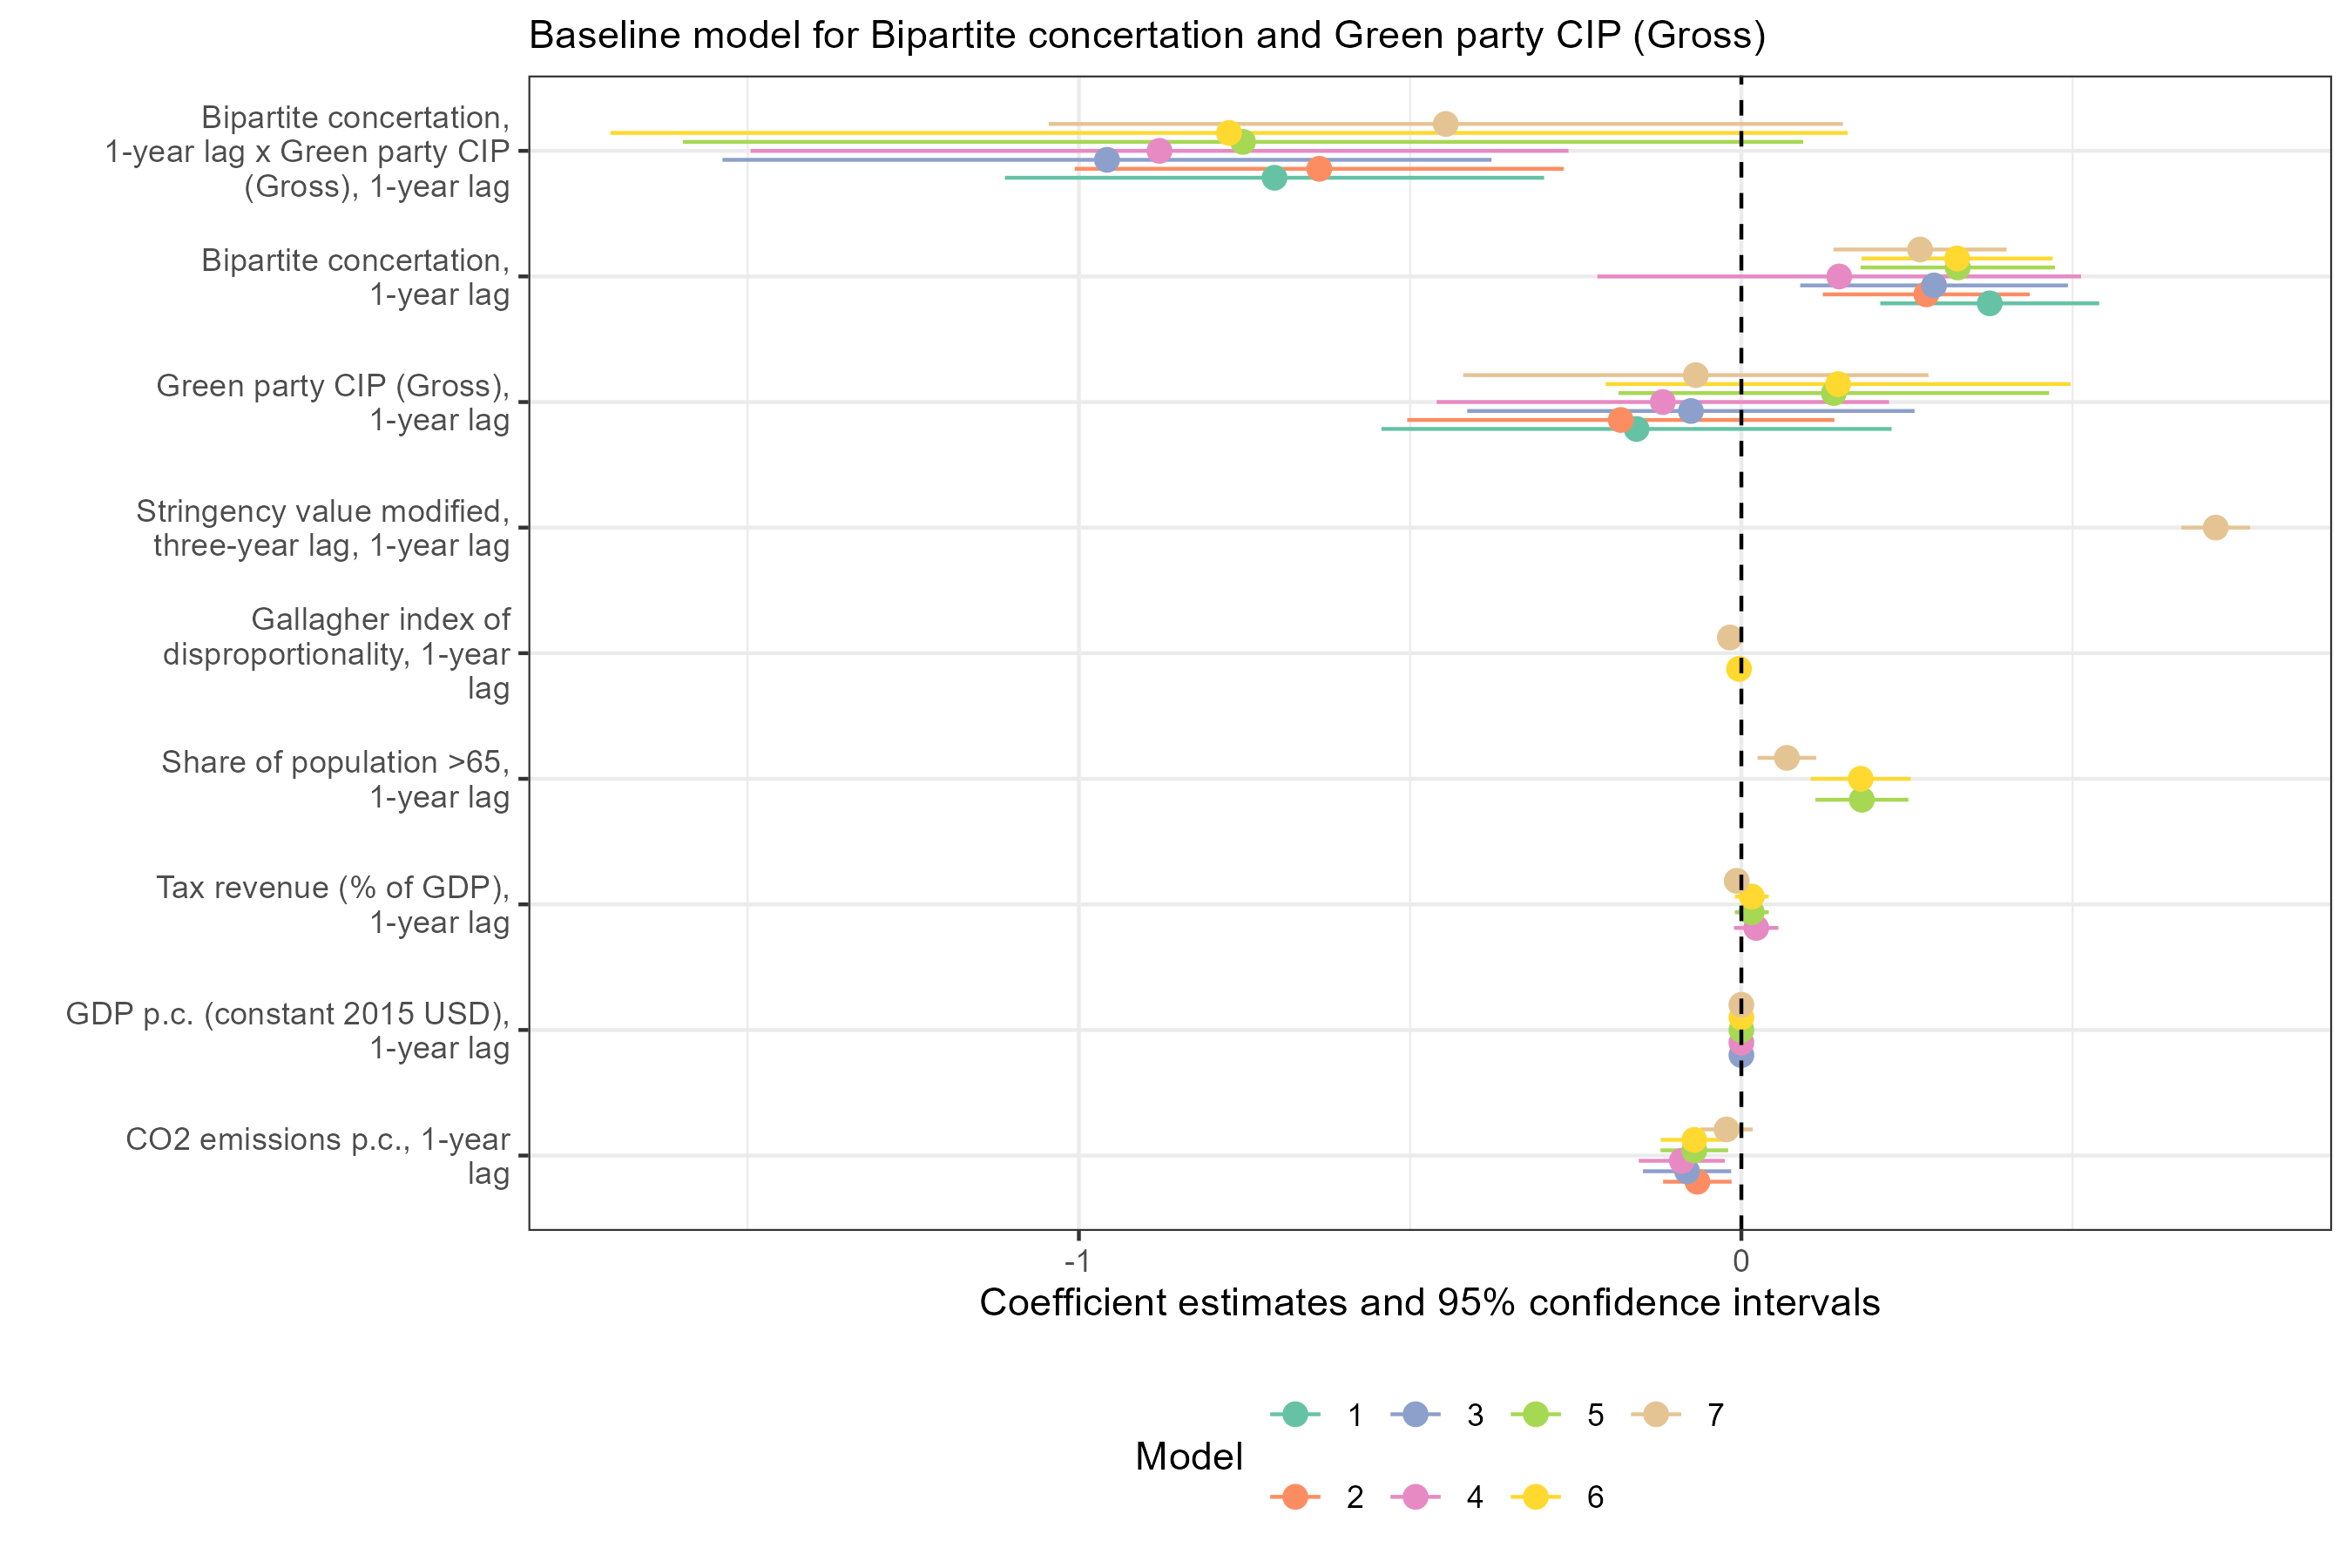 Baseline model for Bipartite concertation and Green party CIP (Gross)
Bipartite concertation,
1-year lag x Green party CIP
(Gross), 1-year lag
Bipartite concertation,
1-year lag
Green party CIP (Gross),
1-year lag
Stringency value modified,
three-year lag, 1-year lag
Gallagher index of
disproportionality, 1-year
lag
Share of population >65,
1-year lag
Tax revenue (% of GDP),
1-year lag
GDP p.c. (constant 2015 USD),
1-year lag
CO2 emissions p.c., 1-year
lag
-1 0
Coefficient estimates and 95% confidence intervals
Model
1 3 5 7
2 4 6